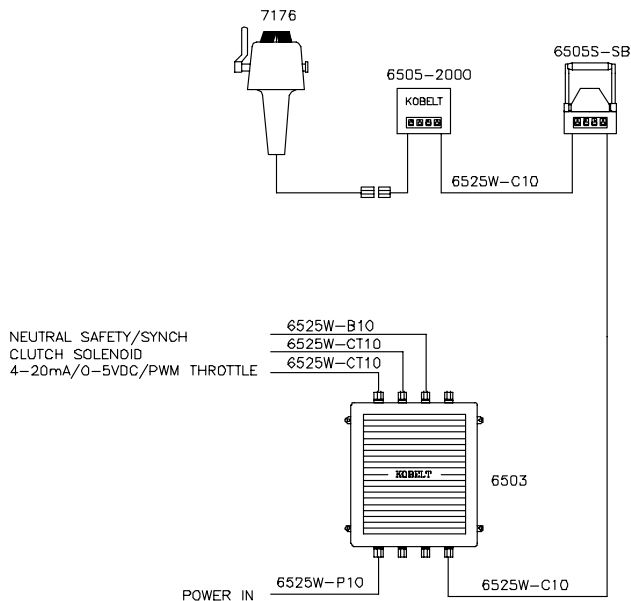 7176
6505-2000
6505S-SB
KOBELT
6525W-C10
6525W-B10
NEUTRAL SAFETY/SYNCH
6525W-CT10
CLUTCH SOLENOID
6525W-CT10
4-20mA/0-5VDC/PWM THROTTLE
KOBELT
6503
6525W-P10
6525W-C10
POWER IN